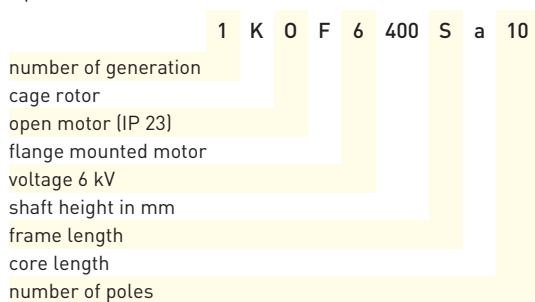 1 K O F 6 400 S a 10
number of generation
cage rotor
open motor (IP 23)
flange mounted motor
voltage 6 kV
shaft height in mm
frame length
core length
number of poles